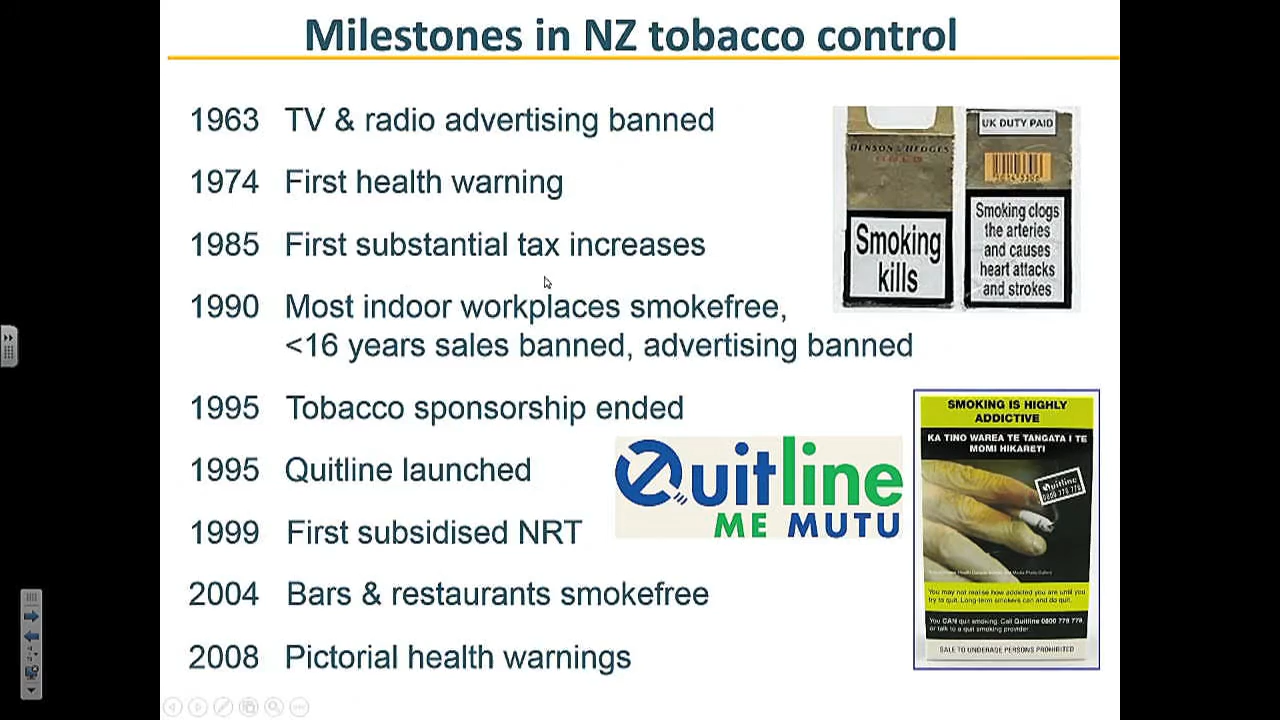 Milestones in NZ tobacco control
1963 TV & radio advertising banned
1974 First health warning
1985 First substantial tax increases
1990 Most indoor workplaces smokefree,
<16 years sales banned, advertising banned
1995 Tobacco sponsorship ended
1995 Quitline launched
1999 First subsidised NRT
2004 Bars & restaurants smokefree
2008 Pictorial health warnings
BENSON & HEDGES
Smoking
kills
UK DUTY PAID
Smoking clogs
the arteries
and causes
heart attacks
and strokes
Quitline
ME MUTU
SMOKING IS HIGHLY
ADDICTIVE
KA TINO WAREA TE TANGATA I TE
MOMI HIKARETI
Quitline
0800 778 778
You may not realise how addicted you are until you
try to quit. Long-term smokers can and do quit.
You CAN quit smoking. Call Quitline 0800 778 778,
or talk to a quit smoking provider.
SALE TO UNDERAGE PERSONS PROHIBITED